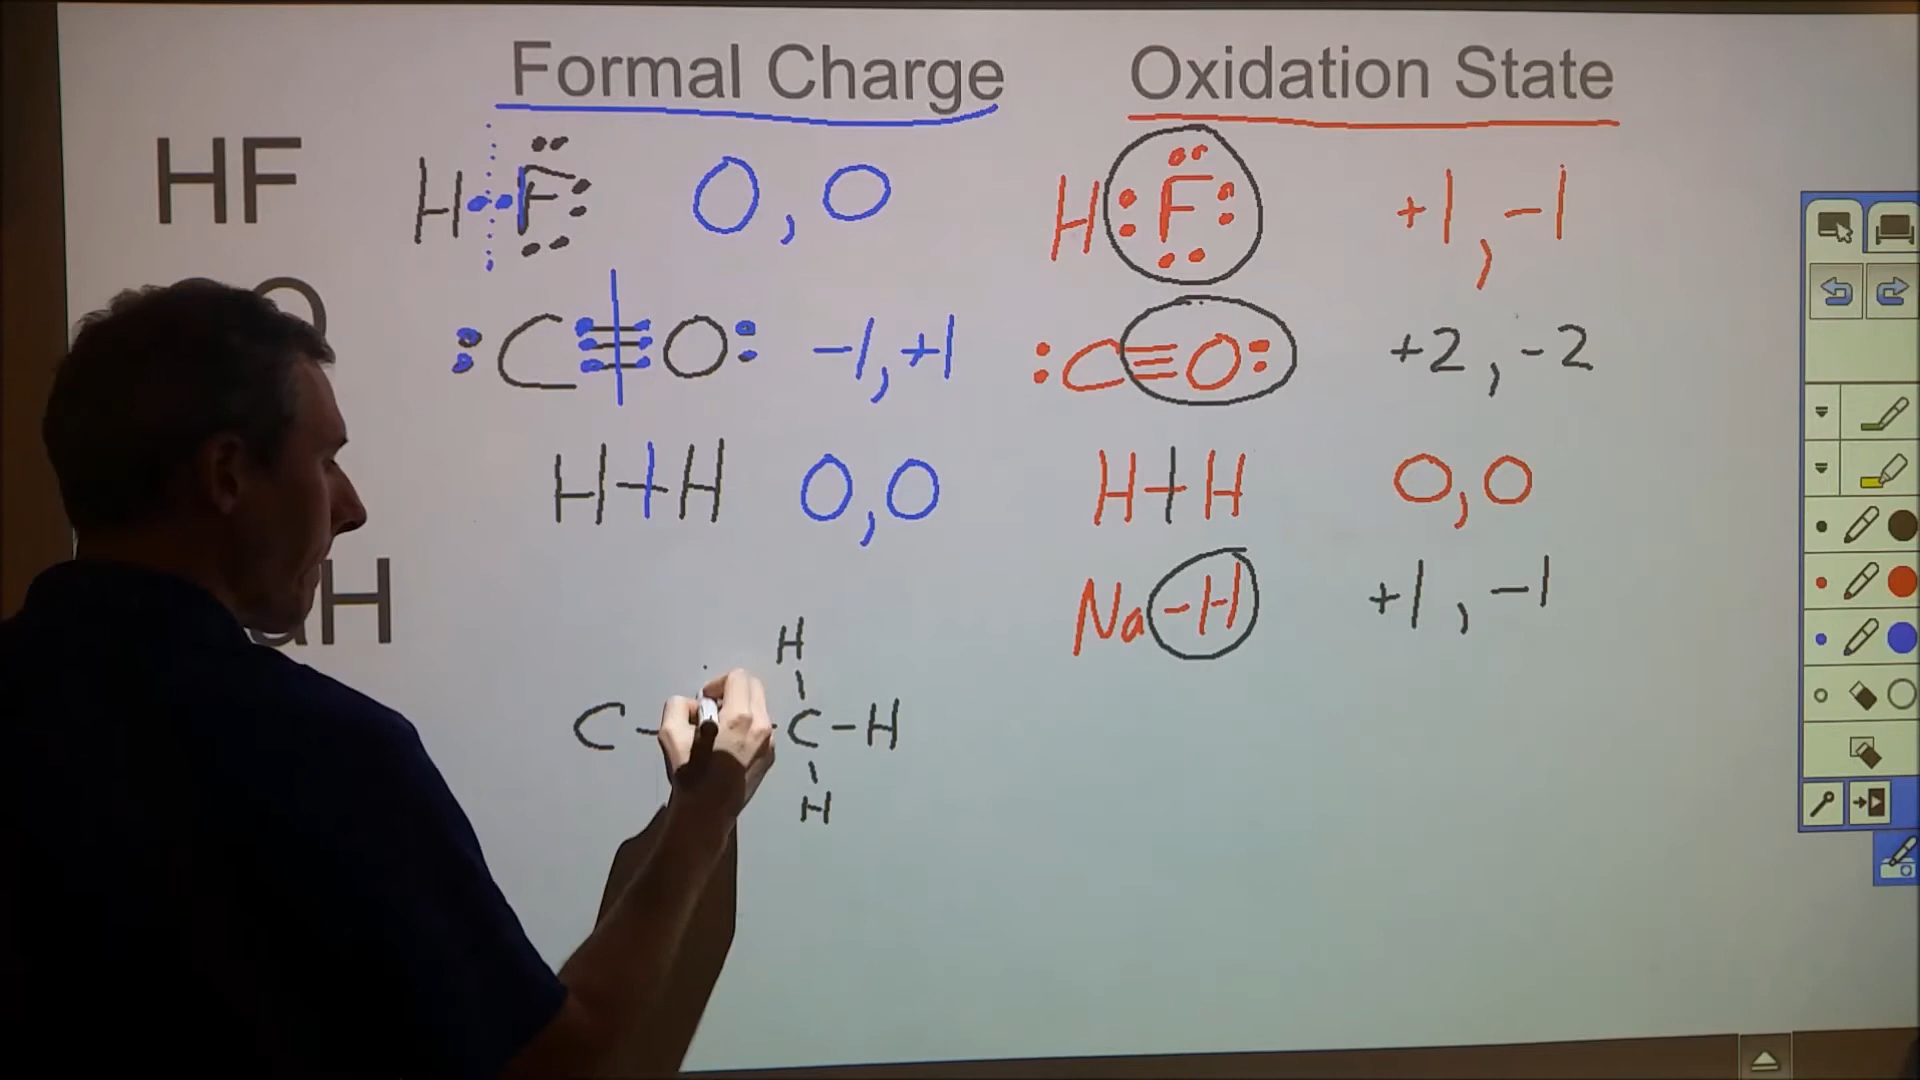 Formal Charge Oxidation State
HF H F 0, 0 H F +1, -1
C≡O -1, +1 C≡O +2, -2
H-H 0, 0 H-H 0, 0
H Na-H +1, -1
H
C - C-H
H